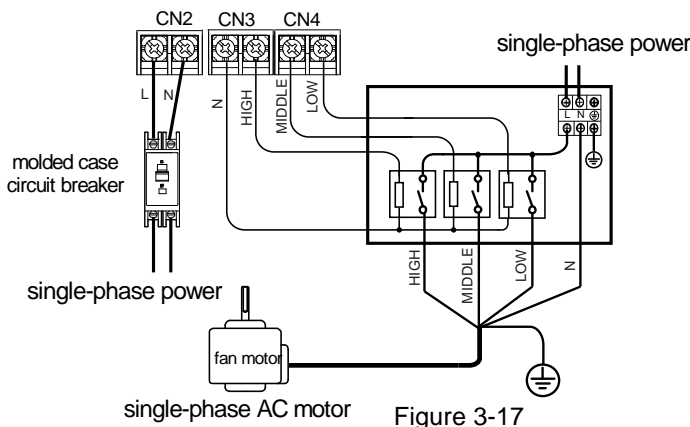 CN2 CN3 CN4
single-phase power
L N N HIGH MIDDLE LOW
L N
molded case
circuit breaker
single-phase power
HIGH MIDDLE LOW N
fan motor
single-phase AC motor
Figure 3-17